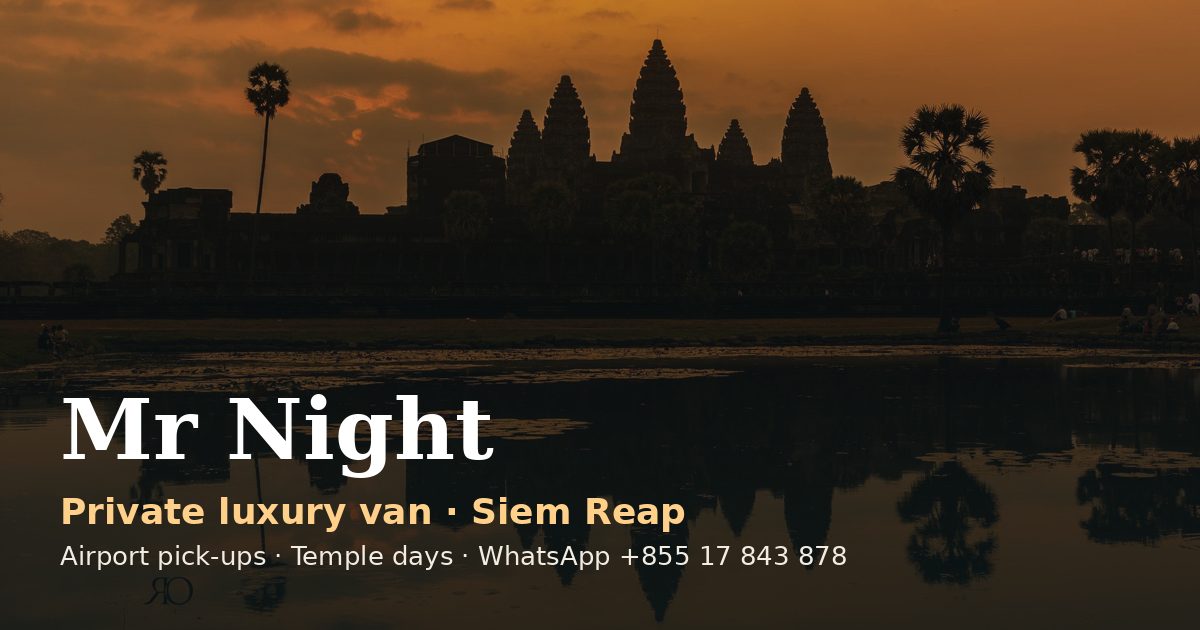 Mr Night
Private luxury van · Siem Reap
Airport pick-ups · Temple days · WhatsApp +855 17 843 878